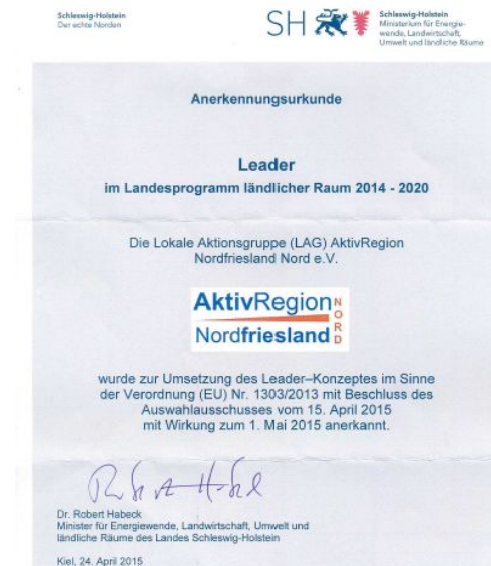 Schleswig-Holstein
Der echte Norden
SH
Schleswig-Holstein
Ministerium für Energie-
wende, Landwirtschaft,
Umwelt und ländliche Räume
Anerkennungsurkunde
Leader
im Landesprogramm ländlicher Raum 2014 - 2020
Die Lokale Aktionsgruppe (LAG) AktivRegion
Nordfriesland Nord e.V.
AktivRegion
Nordfriesland
NORD
wurde zur Umsetzung des Leader–Konzeptes im Sinne
der Verordnung (EU) Nr. 1303/2013 mit Beschluss des
Auswahlausschusses vom 15. April 2015
mit Wirkung zum 1. Mai 2015 anerkannt.
Dr. Robert Habeck
Minister für Energiewende, Landwirtschaft, Umwelt und
ländliche Räume des Landes Schleswig-Holstein
Kiel, 24. April 2015